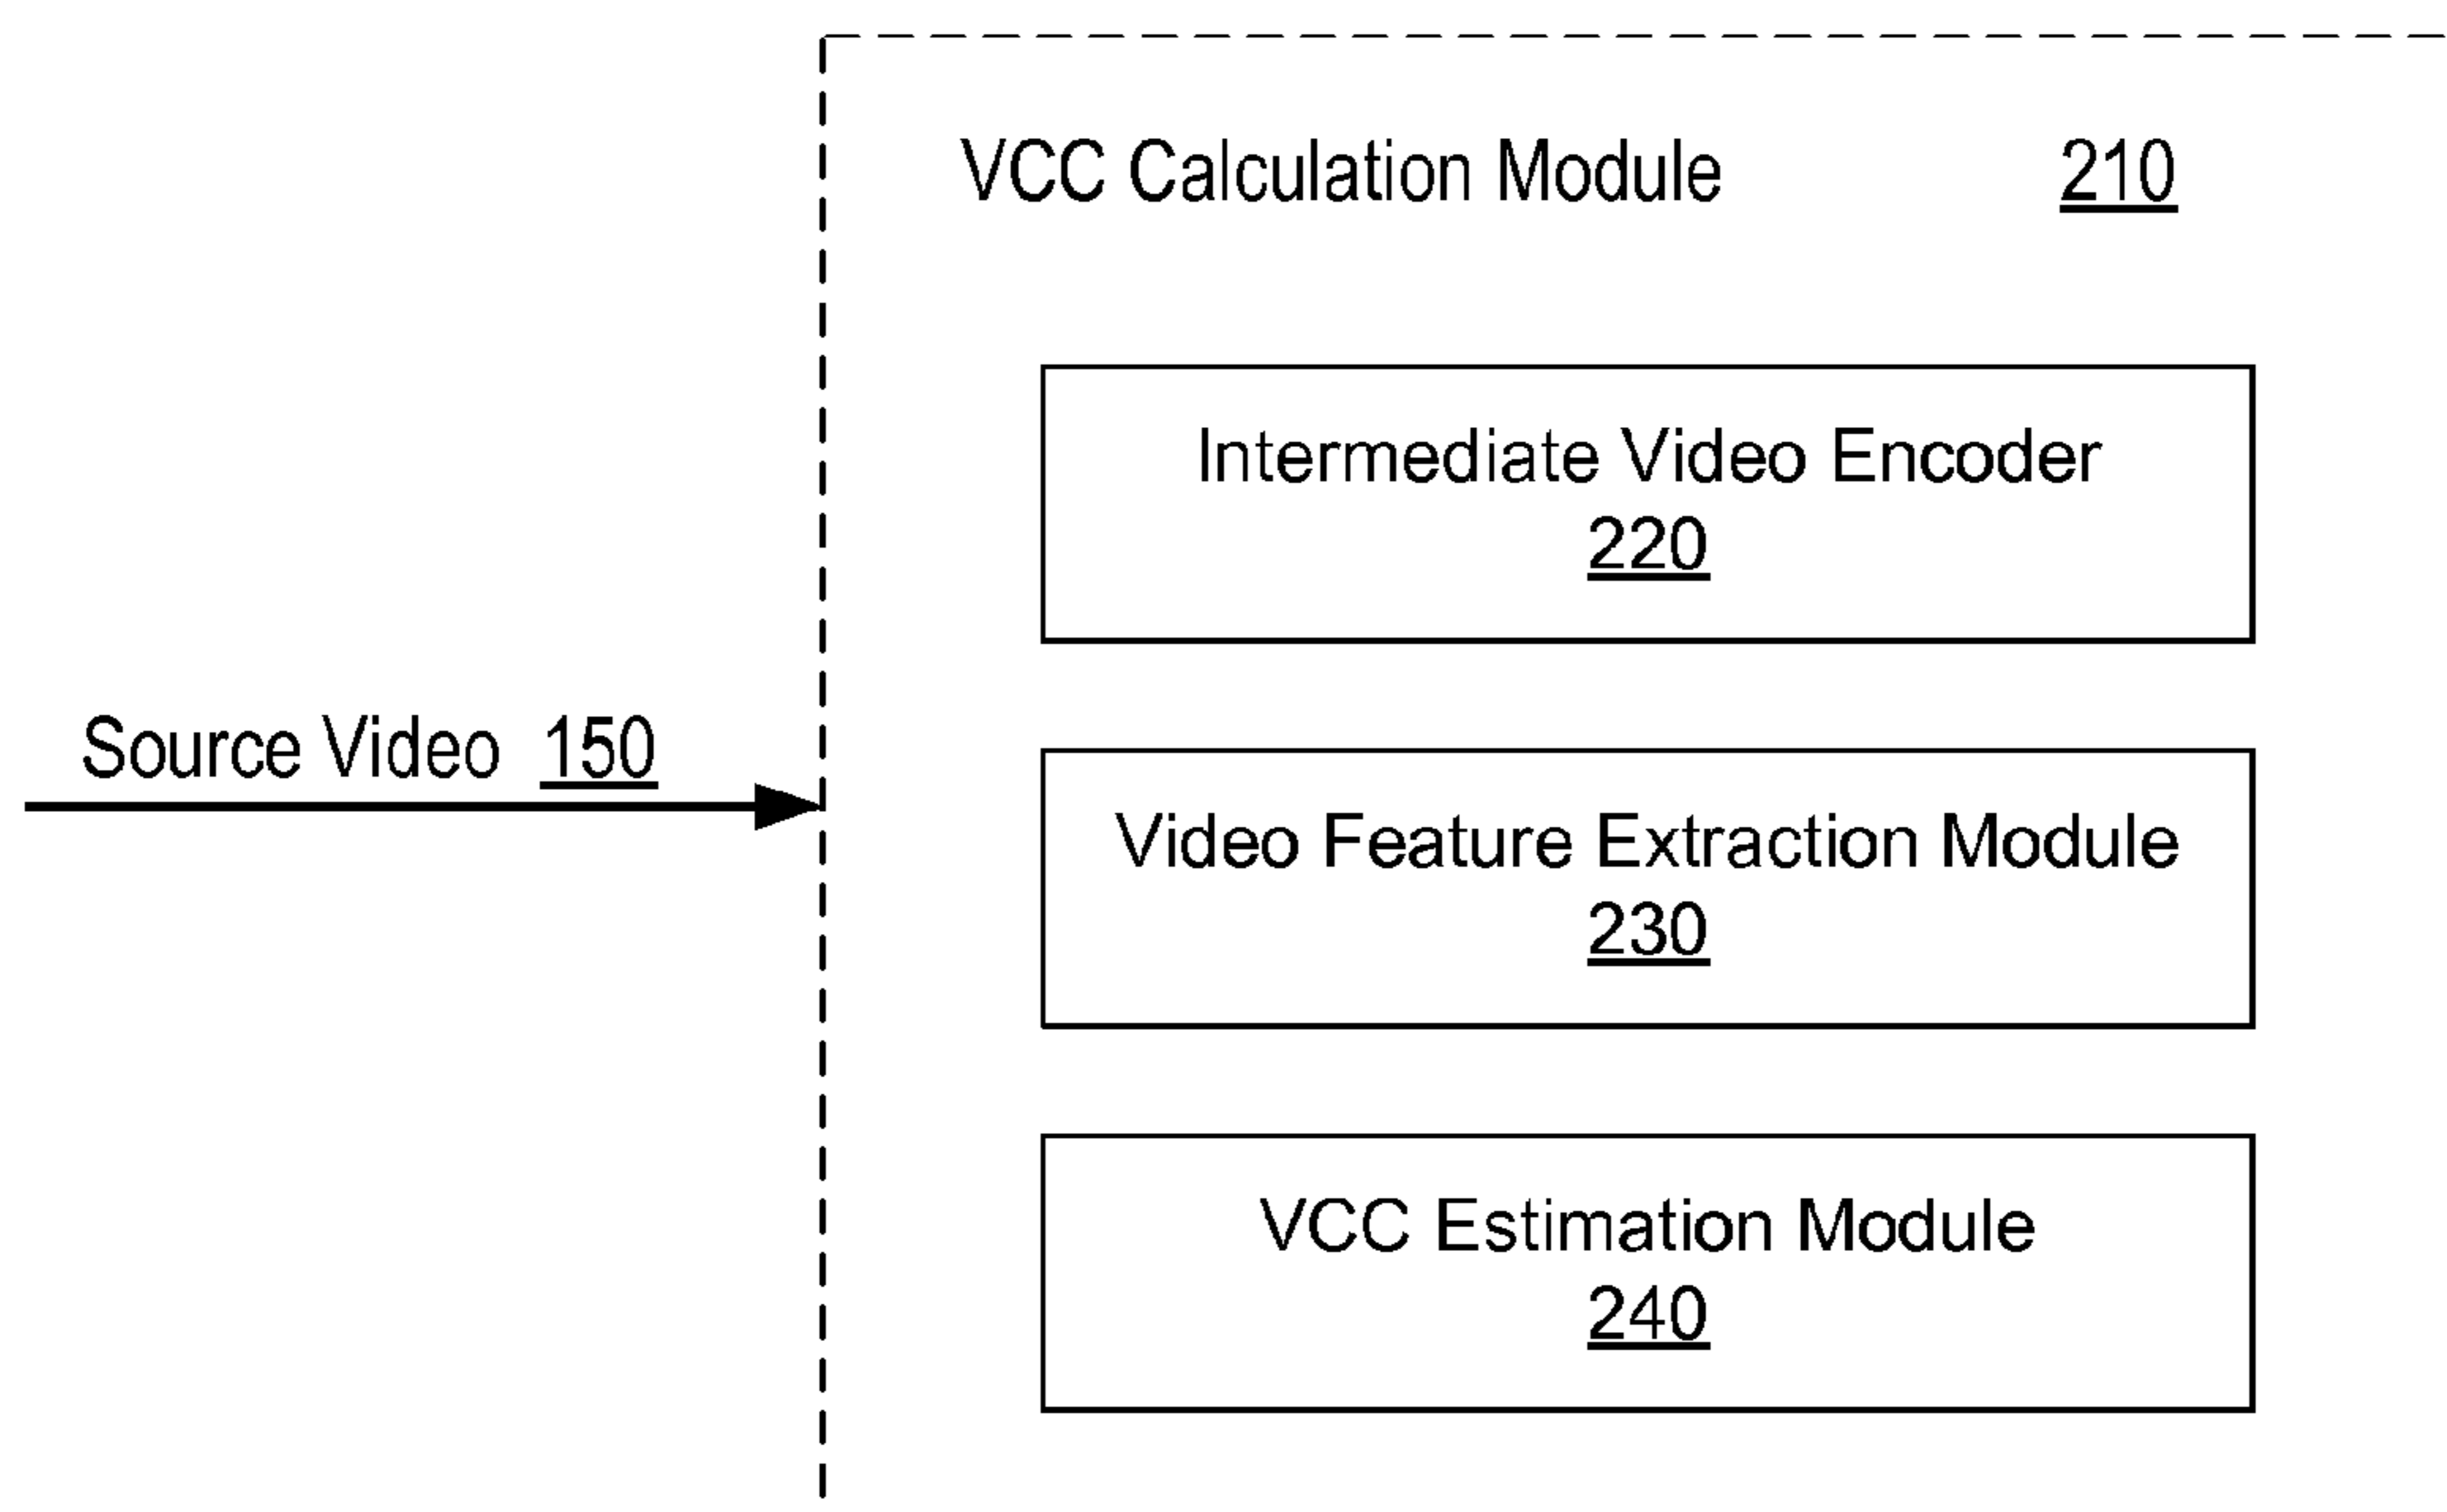 VCC Calculation Module 210
Intermediate Video Encoder
220
Source Video 150
Video Feature Extraction Module
230
VCC Estimation Module
240